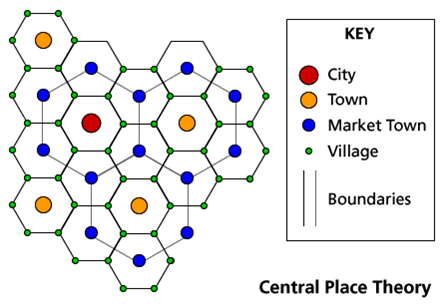 KEY
City
Town
Market Town
Village
Boundaries
Central Place Theory